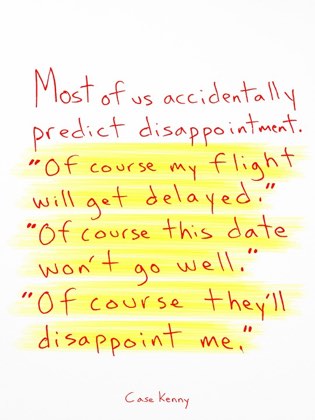 Most of us accidentally
predict disappointment.
"Of course my flight
will get delayed."
"Of course this date
won't go well."
"Of course they'll
disappoint me."
Case Kenny